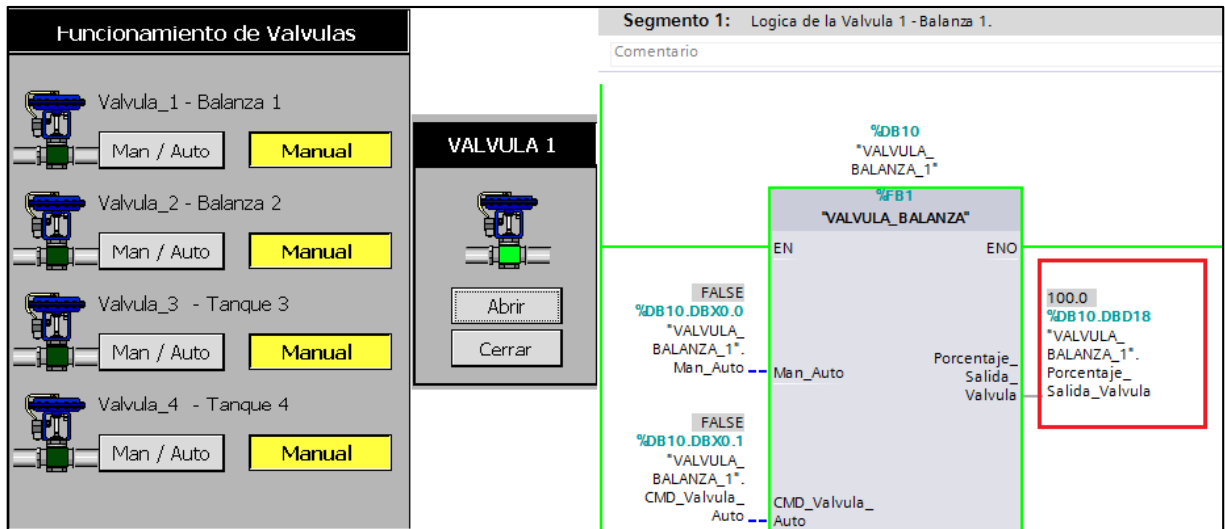 Funcionamiento de Valvulas
Valvula_1 - Balanza 1
Man / Auto
Manual
Valvula_2 - Balanza 2
Man / Auto
Manual
Valvula_3 - Tanque 3
Man / Auto
Manual
Valvula_4 - Tanque 4
Man / Auto
Manual
VALVULA 1
Abrir
Cerrar
Segmento 1: Logica de la Valvula 1 - Balanza 1.
Comentario
%DB10
"VALVULA_
BALANZA_1"
%FB1
"VALVULA_BALANZA"
EN
ENO
FALSE
%DB10.DBX0.0
"VALVULA_
BALANZA_1".
Man_Auto
Man_Auto
FALSE
%DB10.DBX0.1
"VALVULA_
BALANZA_1".
CMD_Valvula_
Auto
CMD_Valvula_
Auto
Porcentaje_
Salida_
Valvula
100.0
%DB10.DBD18
"VALVULA_
BALANZA_1".
Porcentaje_
Salida_Valvula